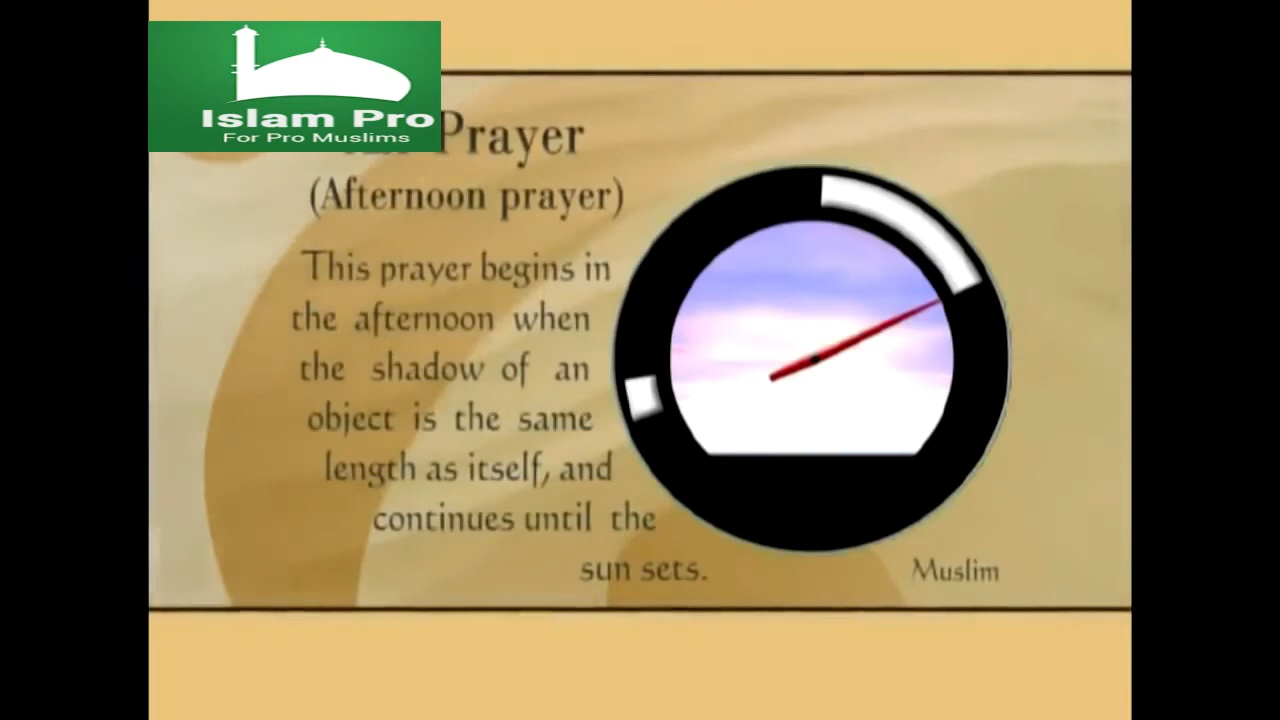 Islam Pro
For Pro Muslims
Prayer
(Afternoon prayer)
This prayer begins in
the afternoon when
the shadow of an
object is the same
length as itself, and
continues until the
sun sets.
Muslim